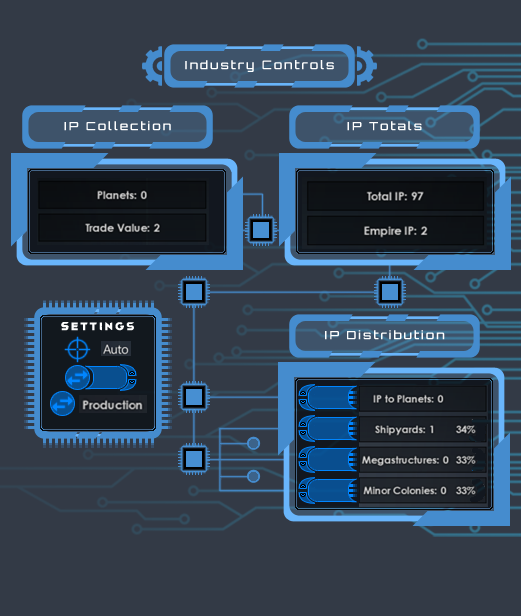 Industry Controls
IP Collection
IP Totals
Planets: 0
Trade Value: 2
Total IP: 97
Empire IP: 2
SETTINGS
Auto
Production
IP Distribution
IP to Planets: 0
Shipyards: 1 34%
Megastructures: 0 33%
Minor Colonies: 0 33%